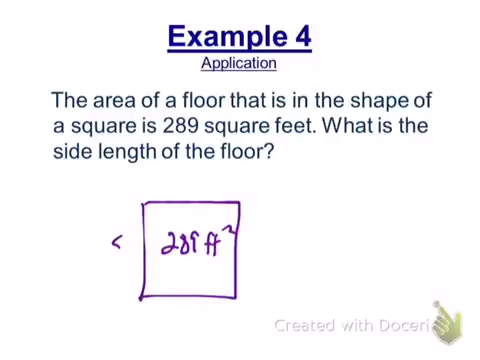 Example 4
Application
The area of a floor that is in the shape of
a square is 289 square feet. What is the
side length of the floor?
289 ft²
Created with Doceri